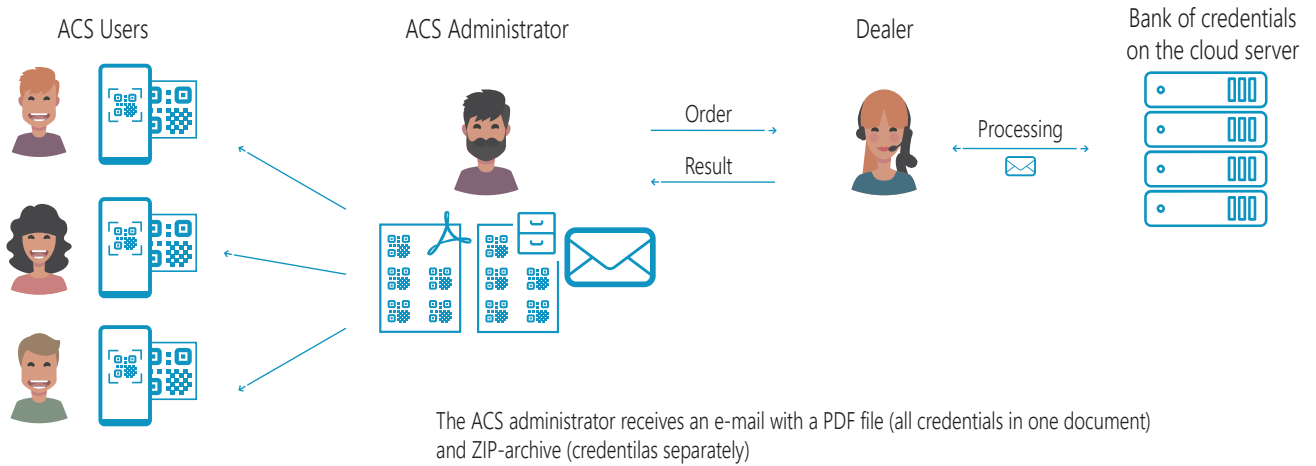 ACS Users
ACS Administrator
Dealer
Bank of credentials
on the cloud server
Order
Result
Processing
The ACS administrator receives an e-mail with a PDF file (all credentials in one document)
and ZIP-archive (credentilas separately)